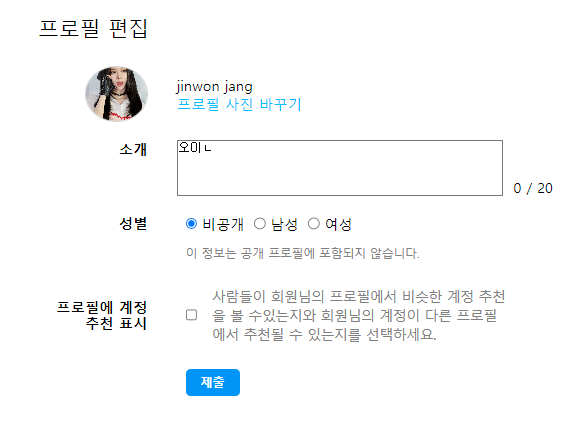 프로필 편집
jinwon jang
프로필 사진 바꾸기
소개
오미ㄴ
0 / 20
성별
비공개 남성 여성
이 정보는 공개 프로필에 포함되지 않습니다.
프로필에 계정
추천 표시
사람들이 회원님의 프로필에서 비슷한 계정 추천
을 볼 수있는지와 회원님의 계정이 다른 프로필
에서 추천될 수 있는지를 선택하세요.
제출